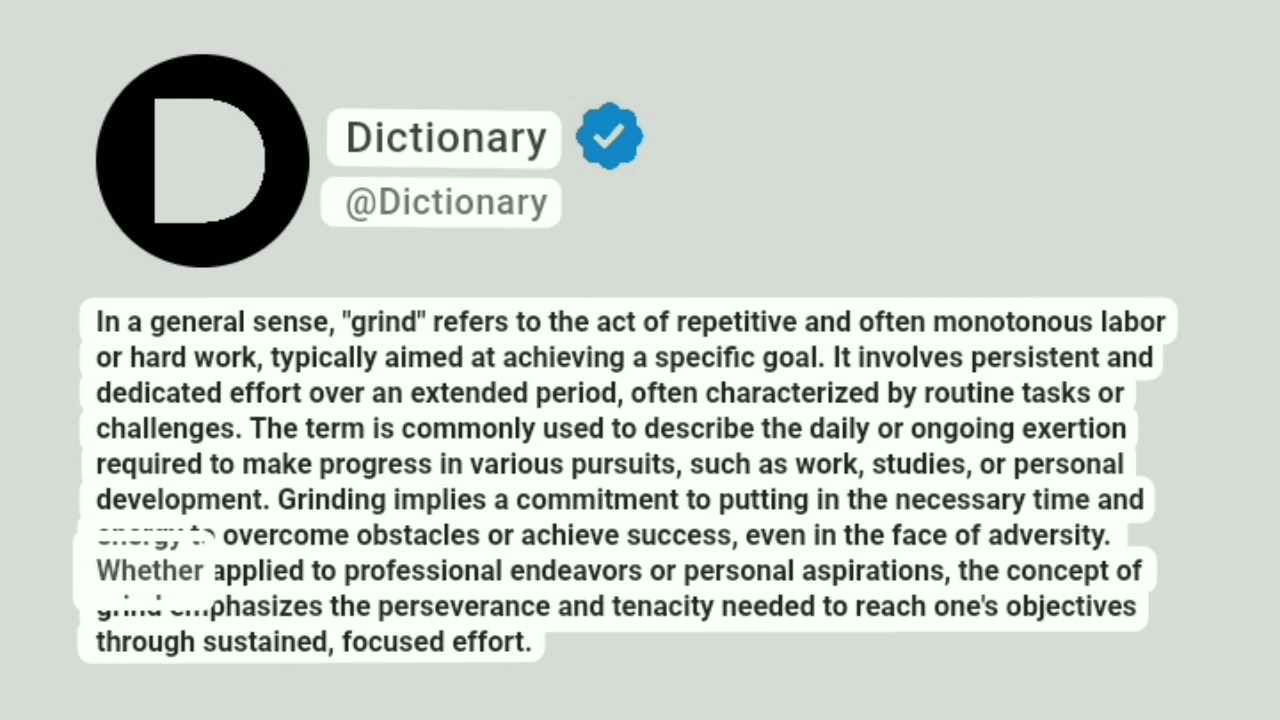 D
Dictionary
@Dictionary
In a general sense, "grind" refers to the act of repetitive and often monotonous labor
or hard work, typically aimed at achieving a specific goal. It involves persistent and
dedicated effort over an extended period, often characterized by routine tasks or
challenges. The term is commonly used to describe the daily or ongoing exertion
required to make progress in various pursuits, such as work, studies, or personal
development. Grinding implies a commitment to putting in the necessary time and
energy to overcome obstacles or achieve success, even in the face of adversity.
Whether applied to professional endeavors or personal aspirations, the concept of
grind emphasizes the perseverance and tenacity needed to reach one's objectives
through sustained, focused effort.